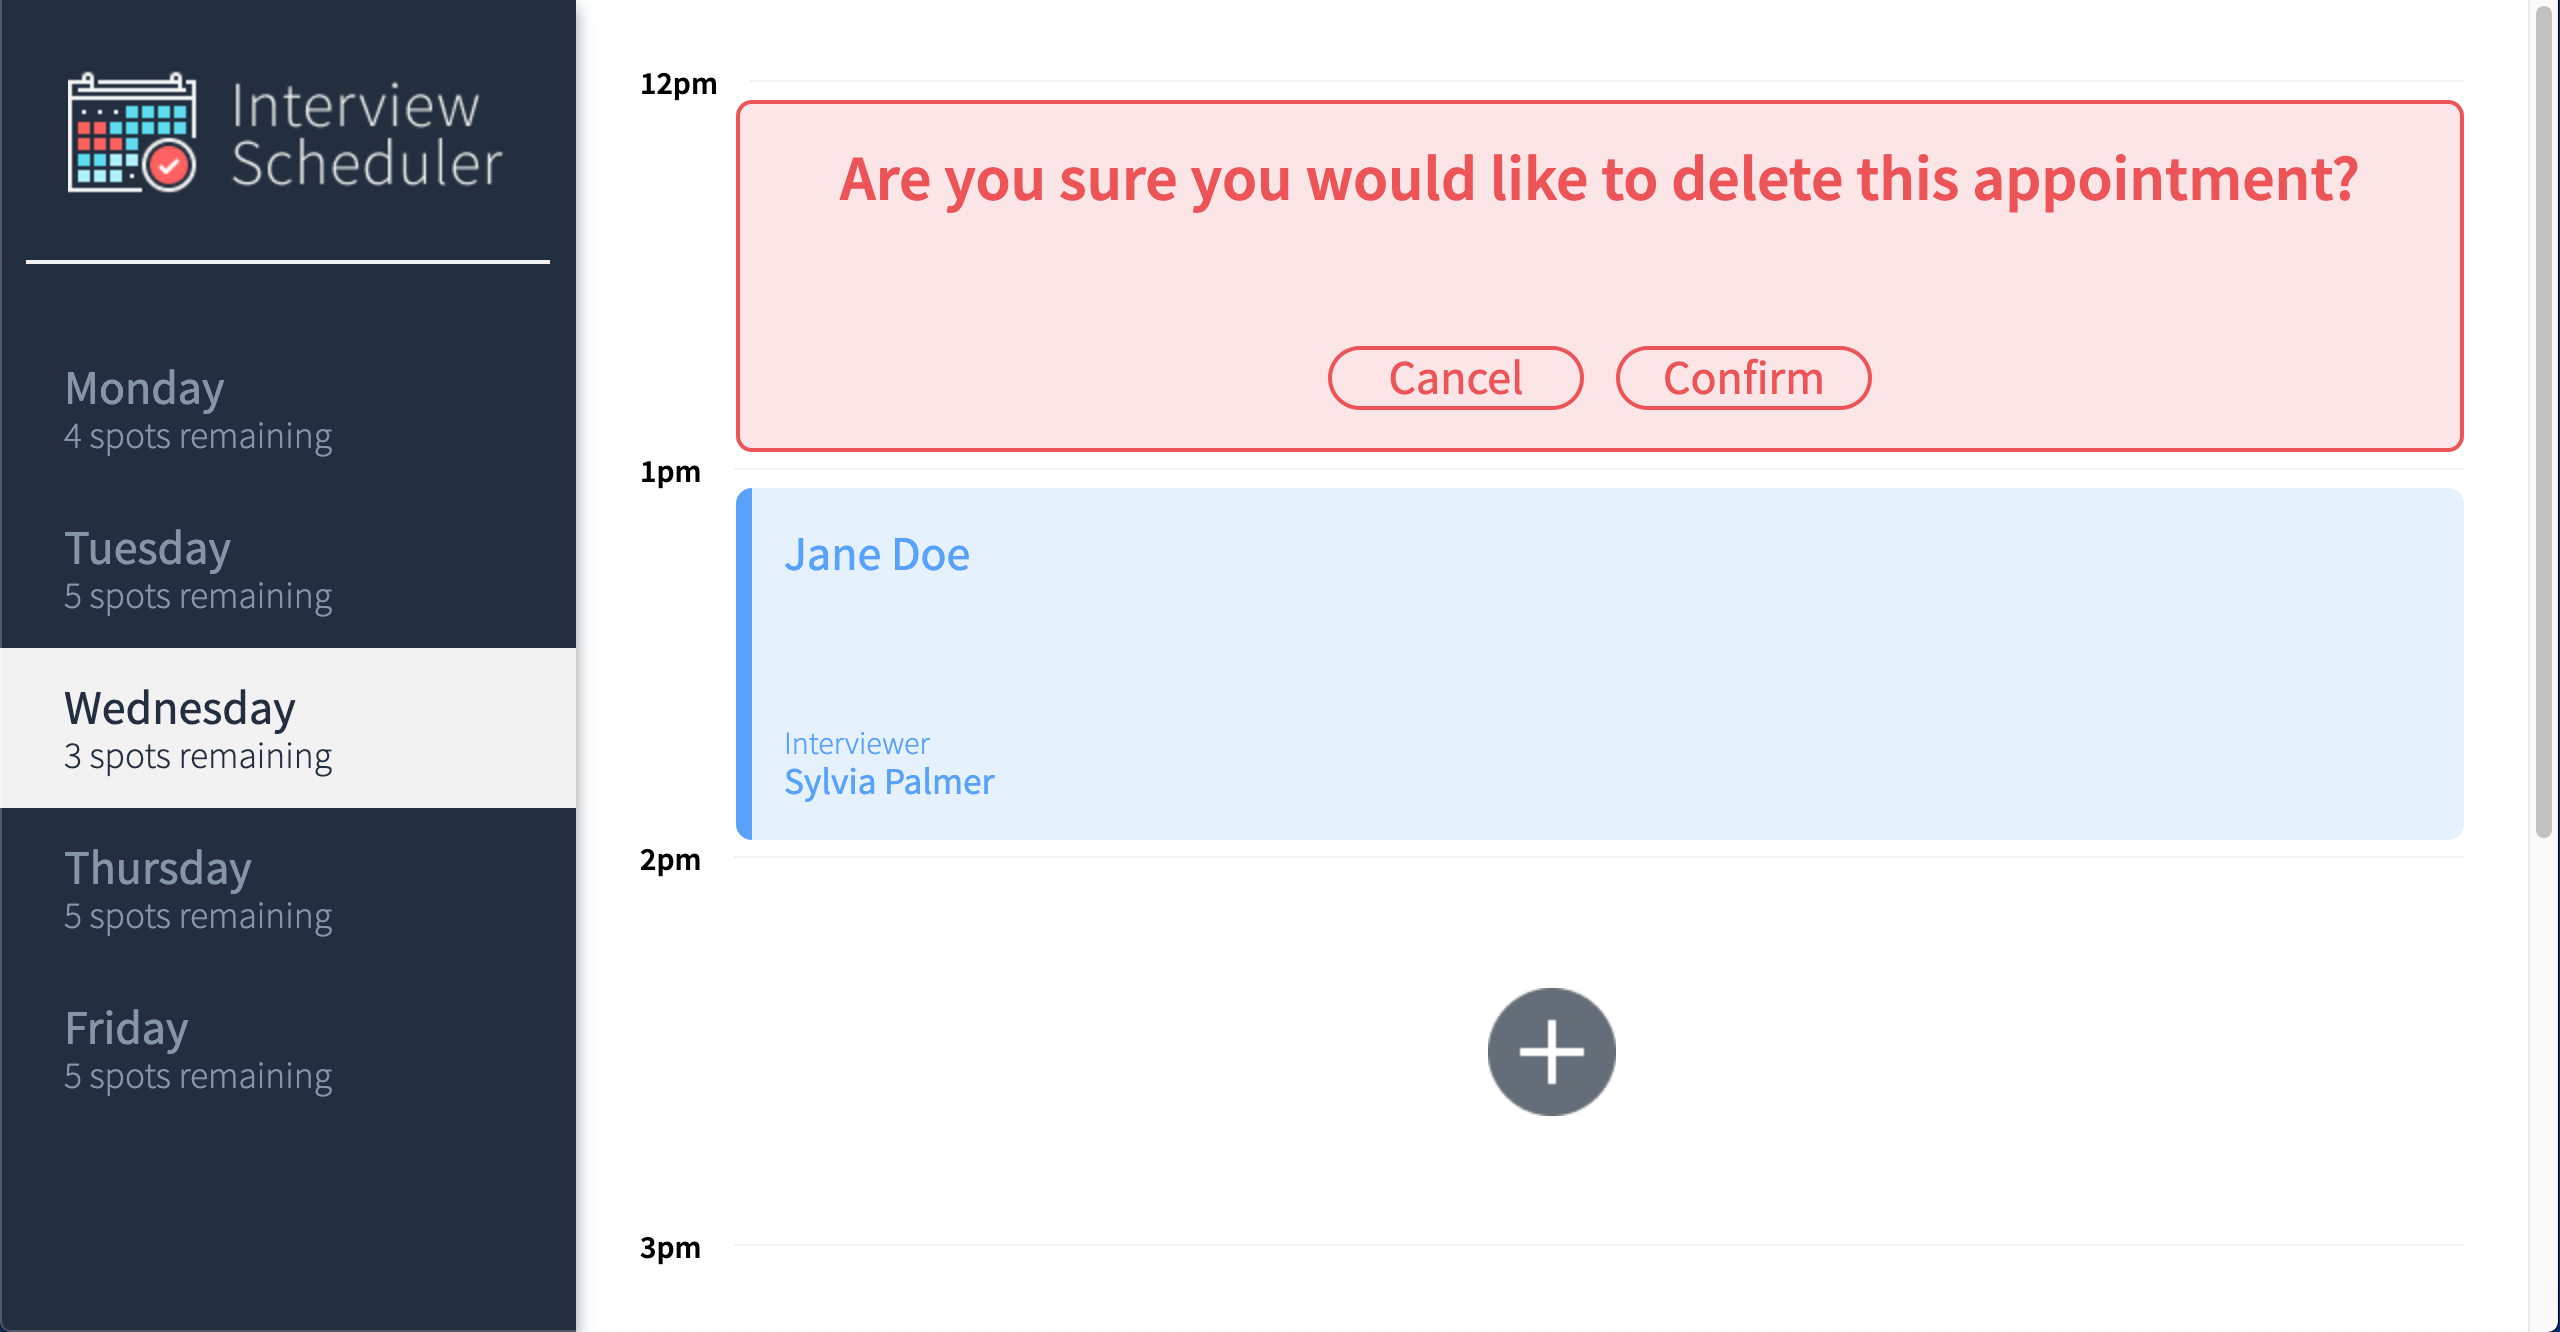 Interview
Scheduler
Monday
4 spots remaining
Tuesday
5 spots remaining
Wednesday
3 spots remaining
Thursday
5 spots remaining
Friday
5 spots remaining
12pm
Are you sure you would like to delete this appointment?
Cancel Confirm
1pm
Jane Doe
Interviewer
Sylvia Palmer
2pm
3pm